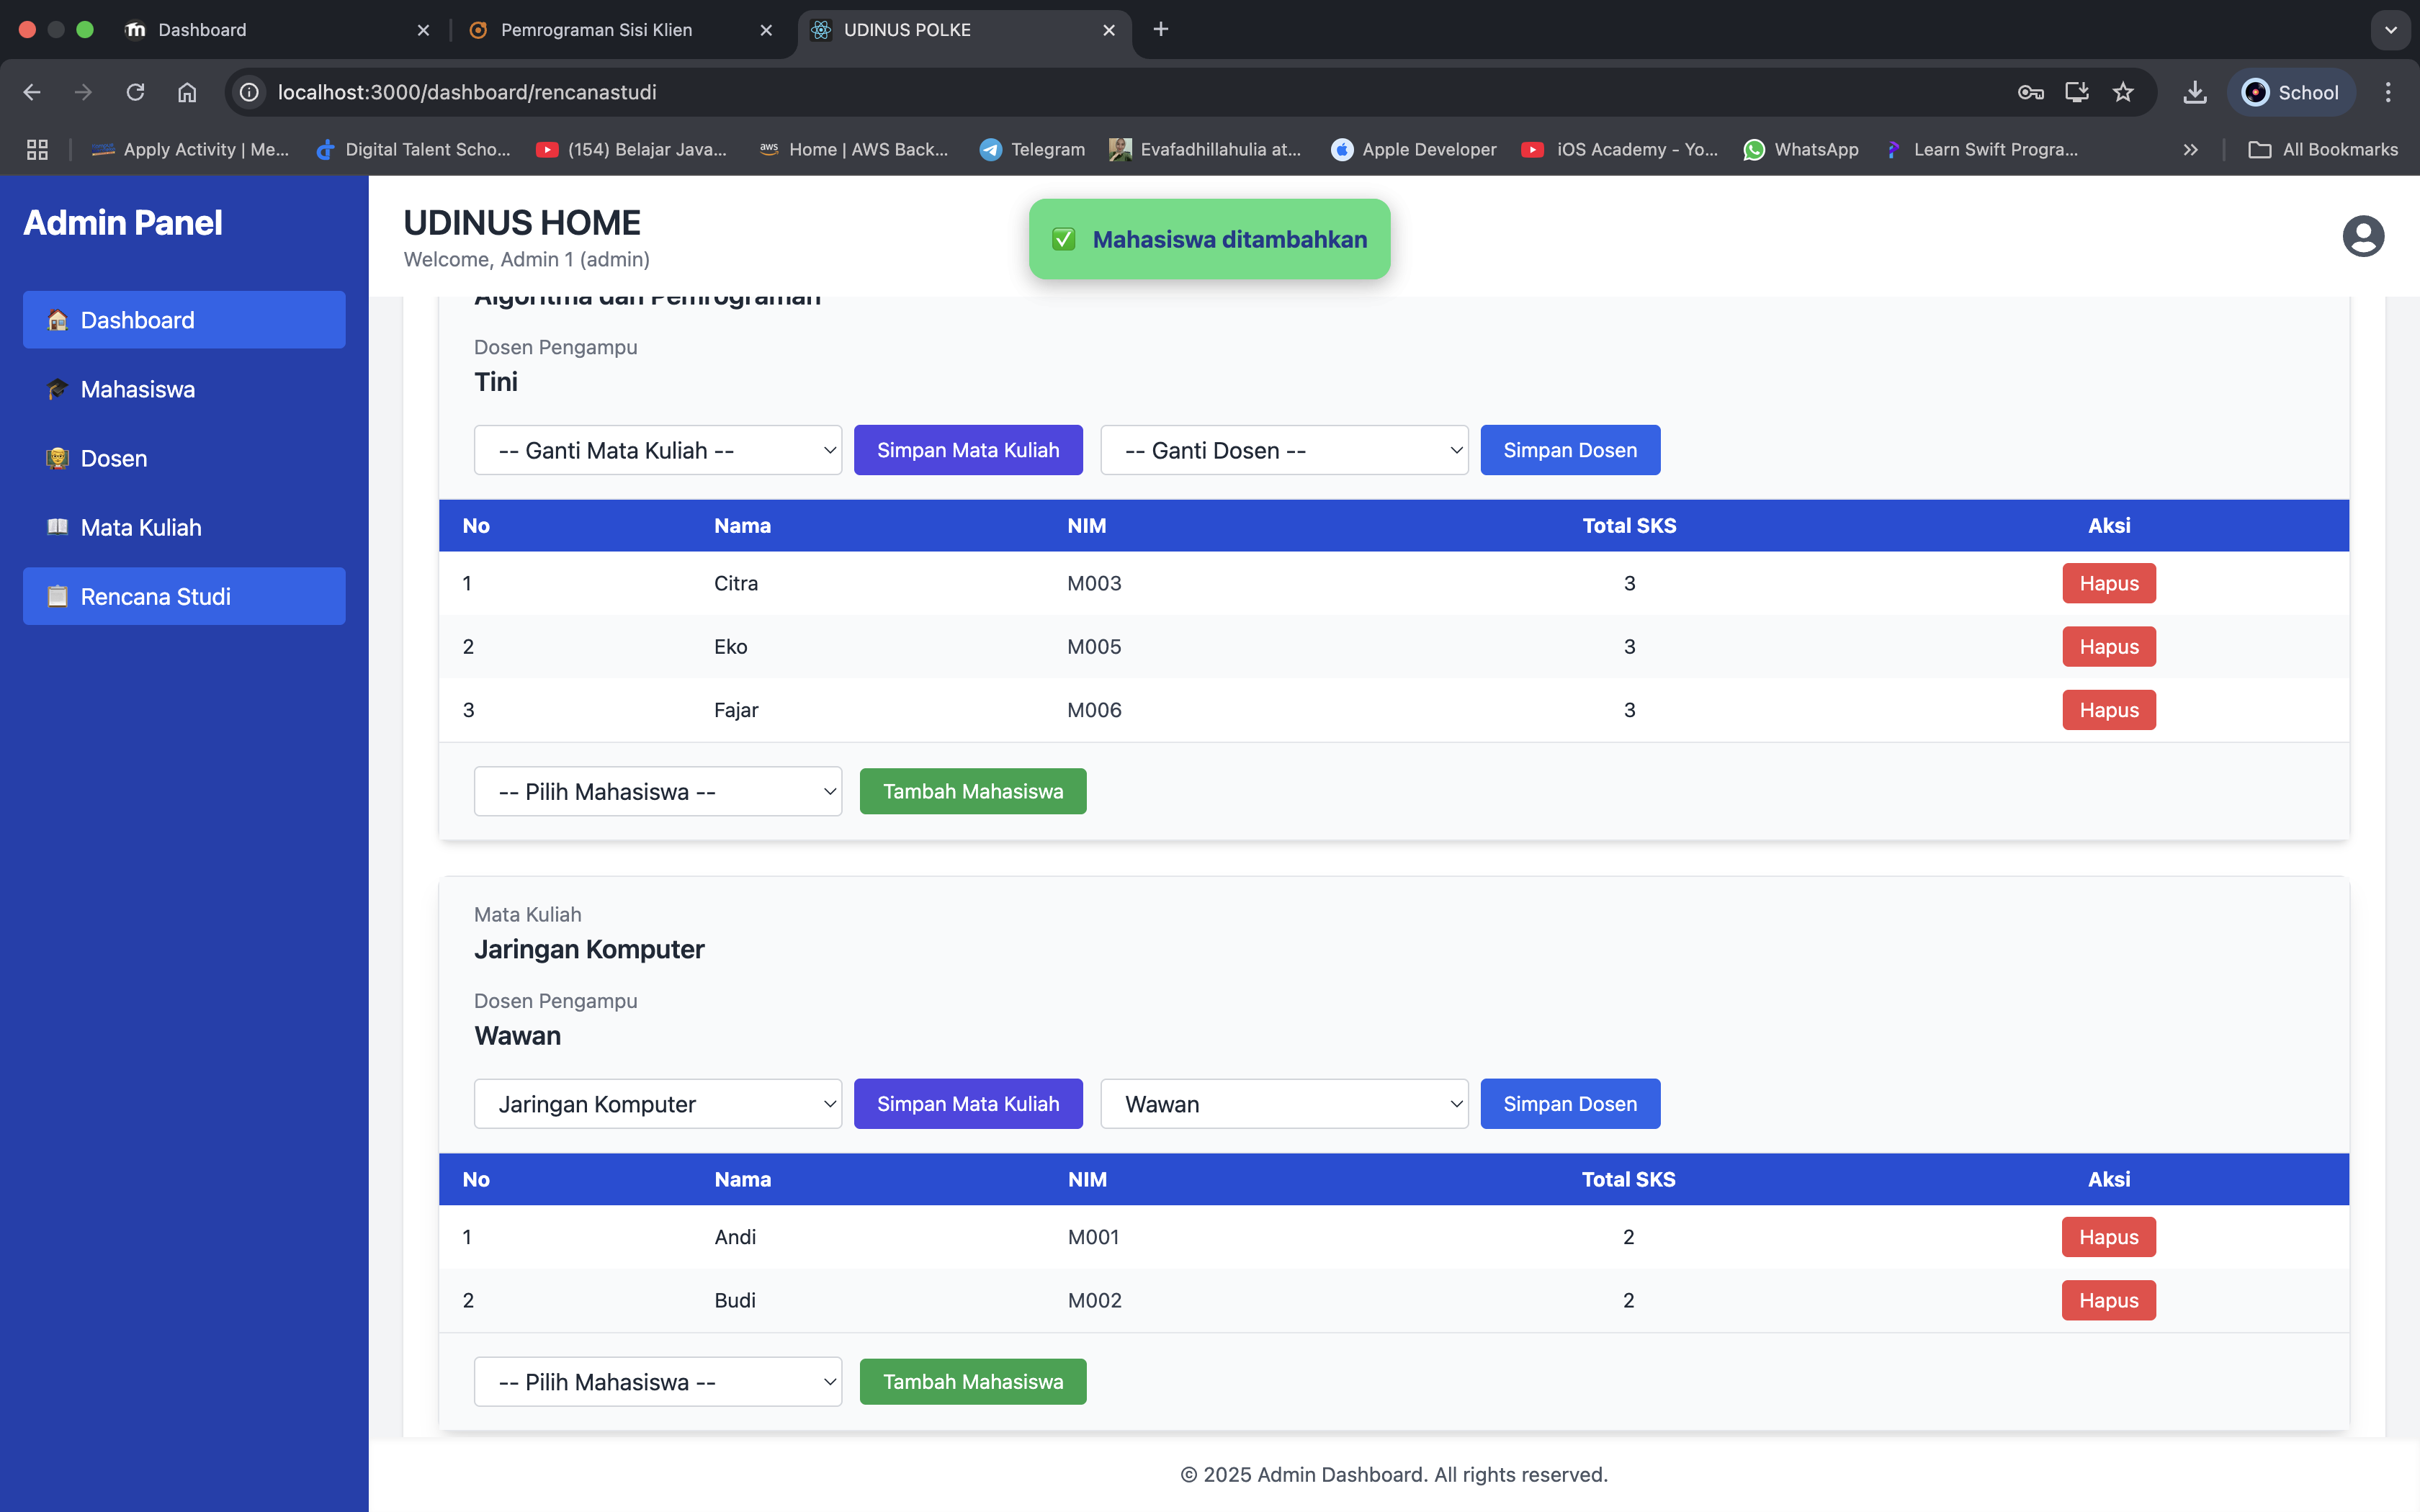 Dashboard
Pemrograman Sisi Klien
UDINUS POLKE
localhost:3000/dashboard/rencanastudi
School
Apply Activity | Me...
Digital Talent Scho...
(154) Belajar Java...
aws
Home | AWS Back...
Telegram
Evafadhillahulia at...
Apple Developer
iOS Academy - Yo...
WhatsApp
Learn Swift Progra...
All Bookmarks
Admin Panel
Dashboard
Mahasiswa
Dosen
Mata Kuliah
Rencana Studi
UDINUS HOME
Welcome, Admin 1 (admin)
Mahasiswa ditambahkan
Algoritma dan Pemrograman
Dosen Pengampu
Tini
-- Ganti Mata Kuliah -- Simpan Mata Kuliah -- Ganti Dosen -- Simpan Dosen
No Nama NIM Total SKS Aksi
1 Citra M003 3 Hapus
2 Eko M005 3 Hapus
3 Fajar M006 3 Hapus
-- Pilih Mahasiswa -- Tambah Mahasiswa
Mata Kuliah
Jaringan Komputer
Dosen Pengampu
Wawan
Jaringan Komputer Simpan Mata Kuliah Wawan Simpan Dosen
No Nama NIM Total SKS Aksi
1 Andi M001 2 Hapus
2 Budi M002 2 Hapus
-- Pilih Mahasiswa -- Tambah Mahasiswa
© 2025 Admin Dashboard. All rights reserved.